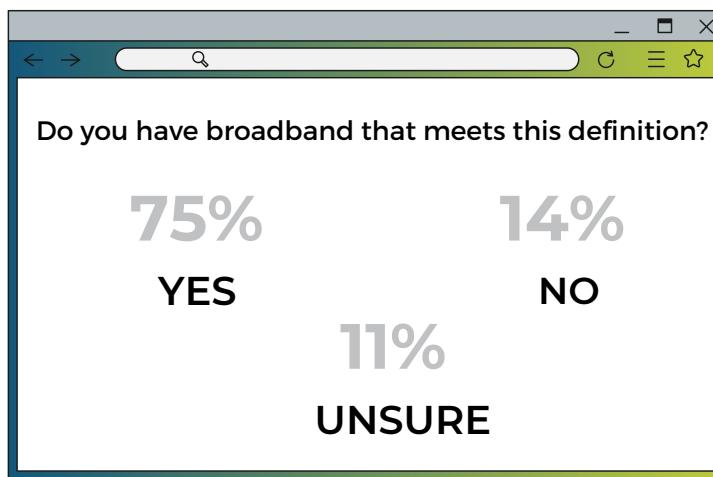 Do you have broadband that meets this definition?
75% 14%
YES NO
11%
UNSURE